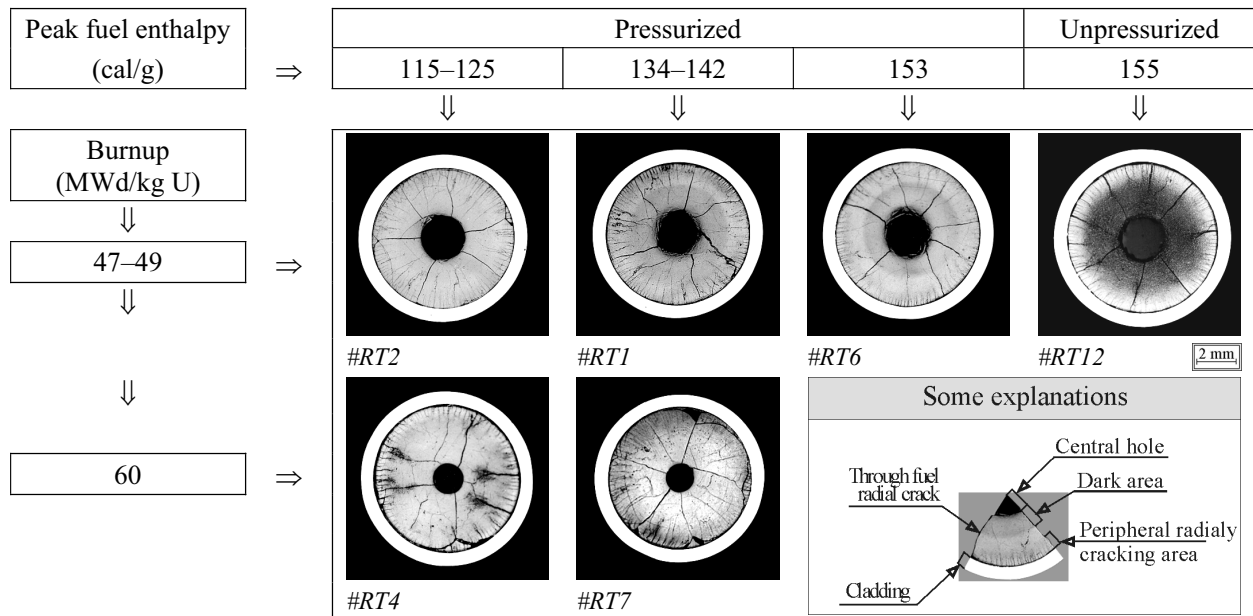 Peak fuel enthalpy
(cal/g)
⇒
Pressurized
Unpressurized
115–125
134–142
153
155
⇓
⇓
⇓
⇓
Burnup
(MWd/kg U)
⇓
47–49
⇒
⇓
#RT2
#RT1
#RT6
#RT12
2 mm
⇓
60
⇒
#RT4
#RT7
Some explanations
Central hole
Through fuel
radial crack
Dark area
Peripheral radialy
cracking area
Cladding